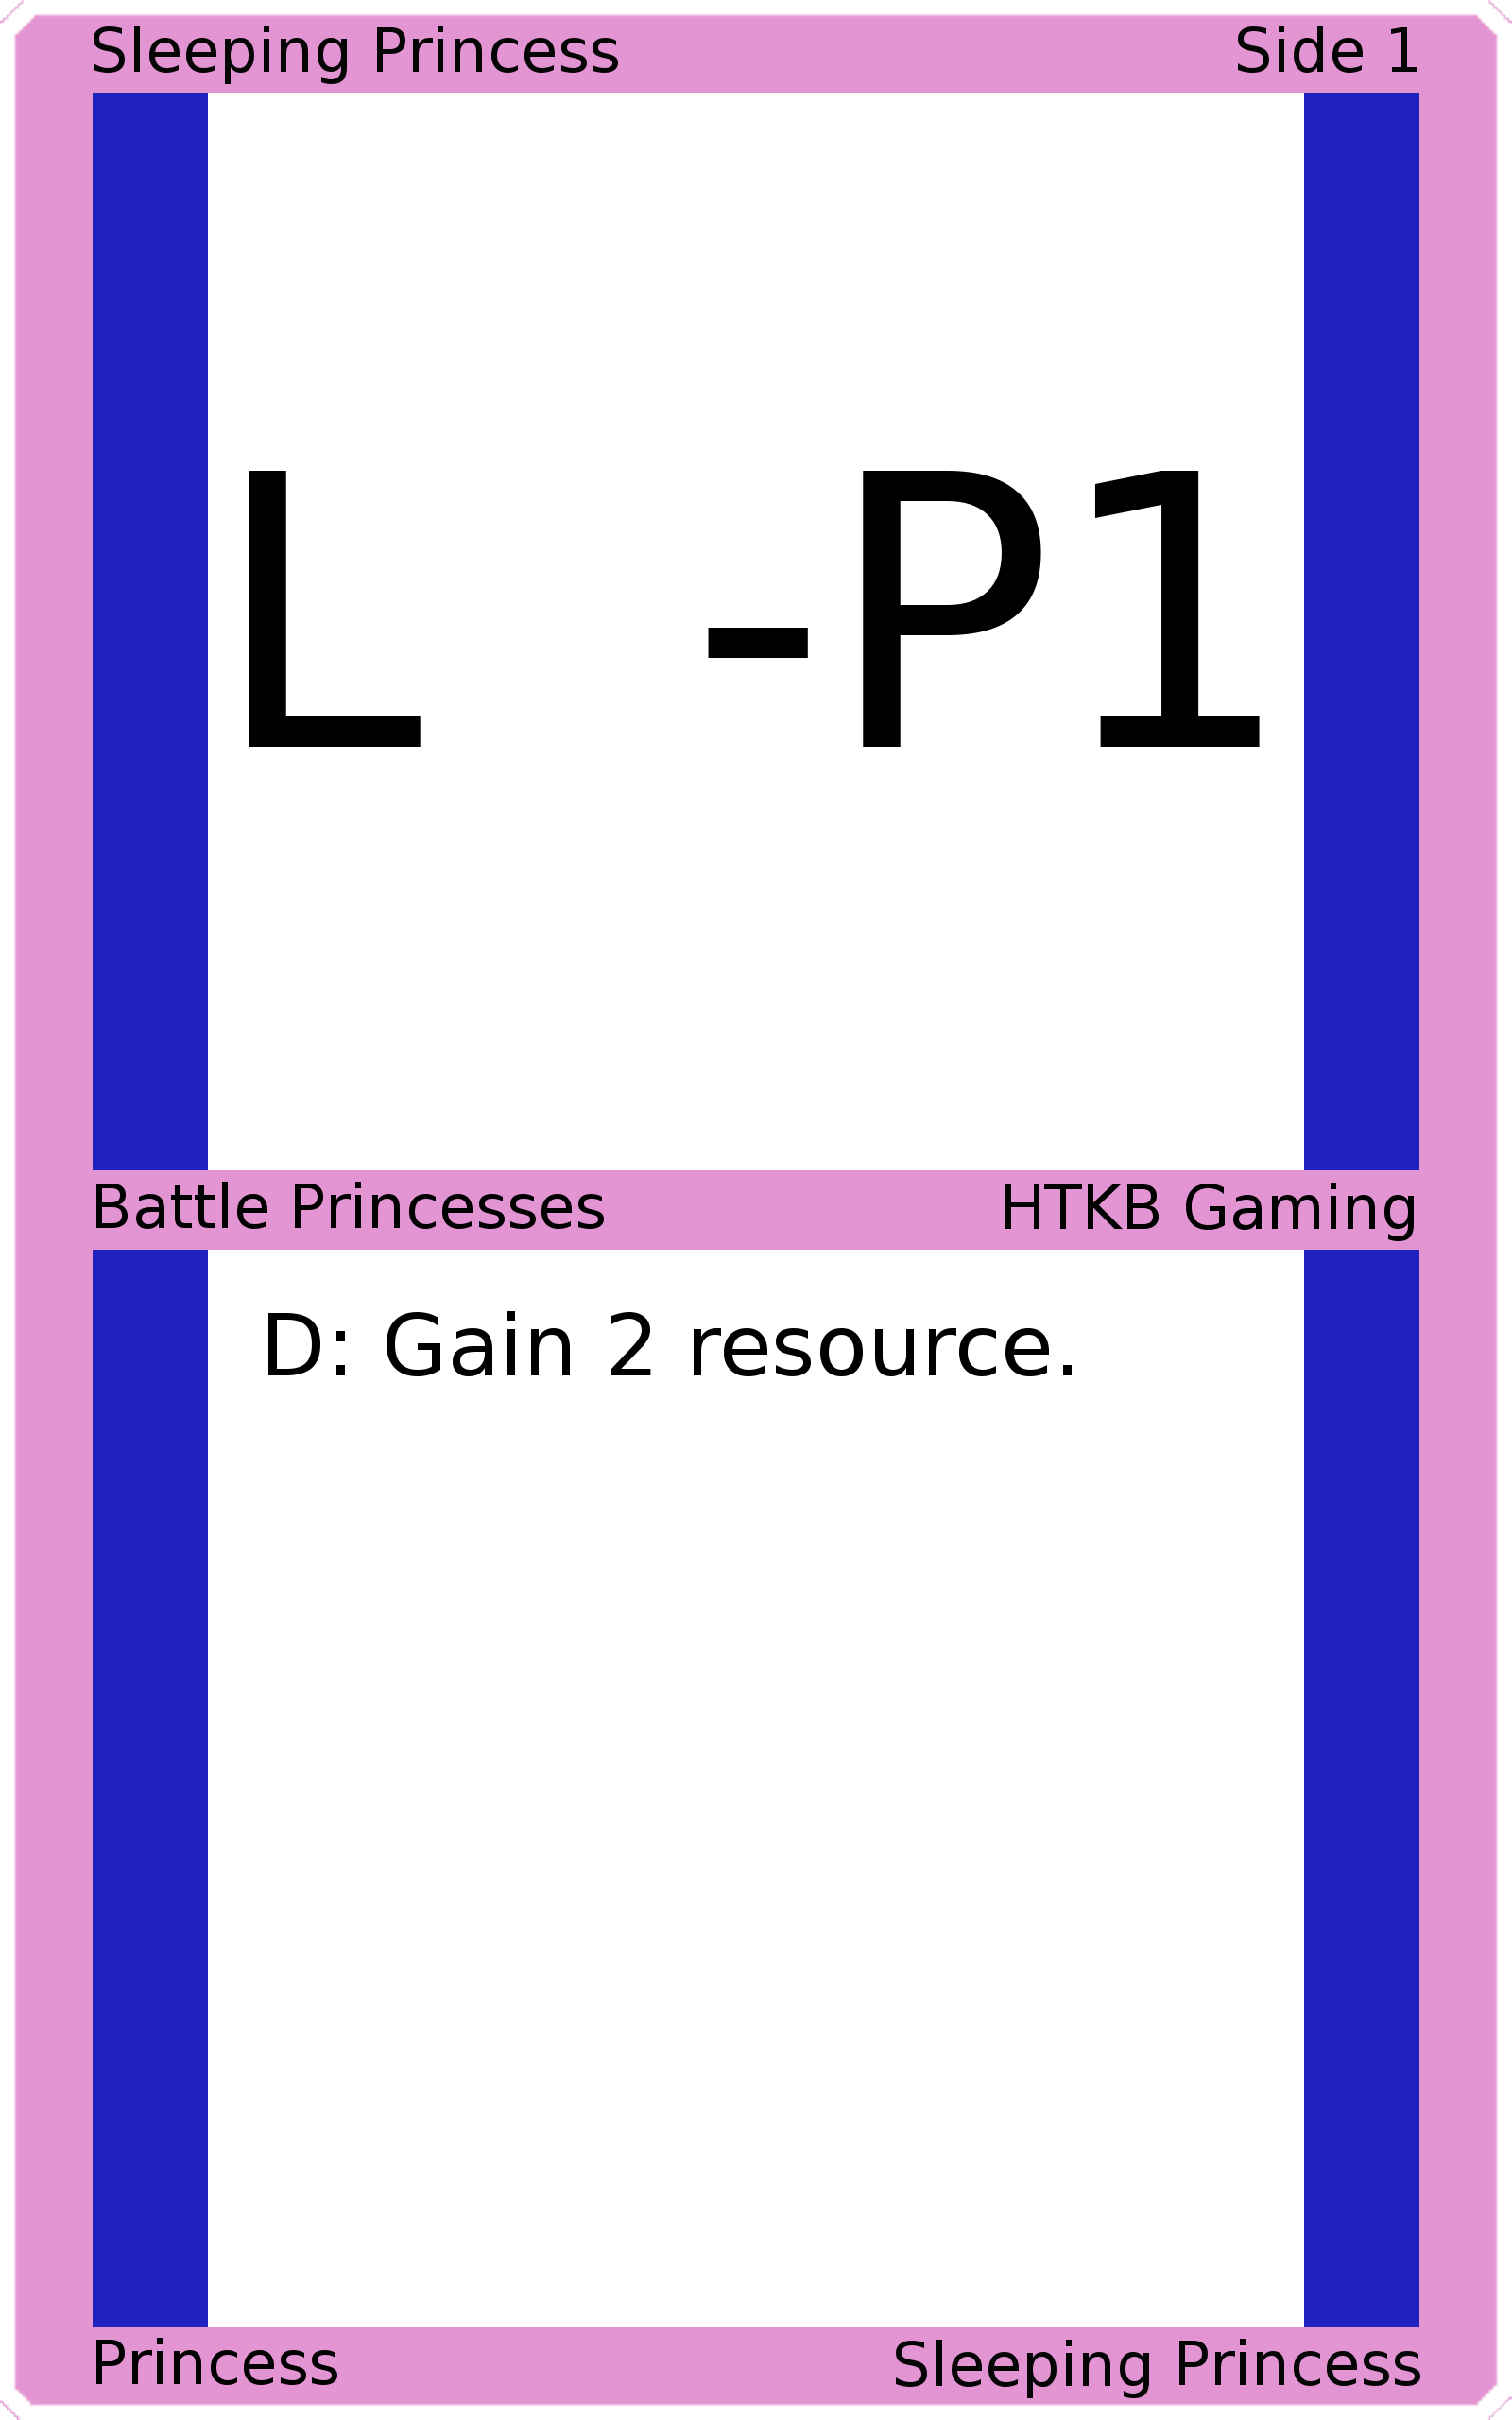 Sleeping Princess Side 1
L -P1
Battle Princesses HTKB Gaming
D: Gain 2 resource.
Princess Sleeping Princess